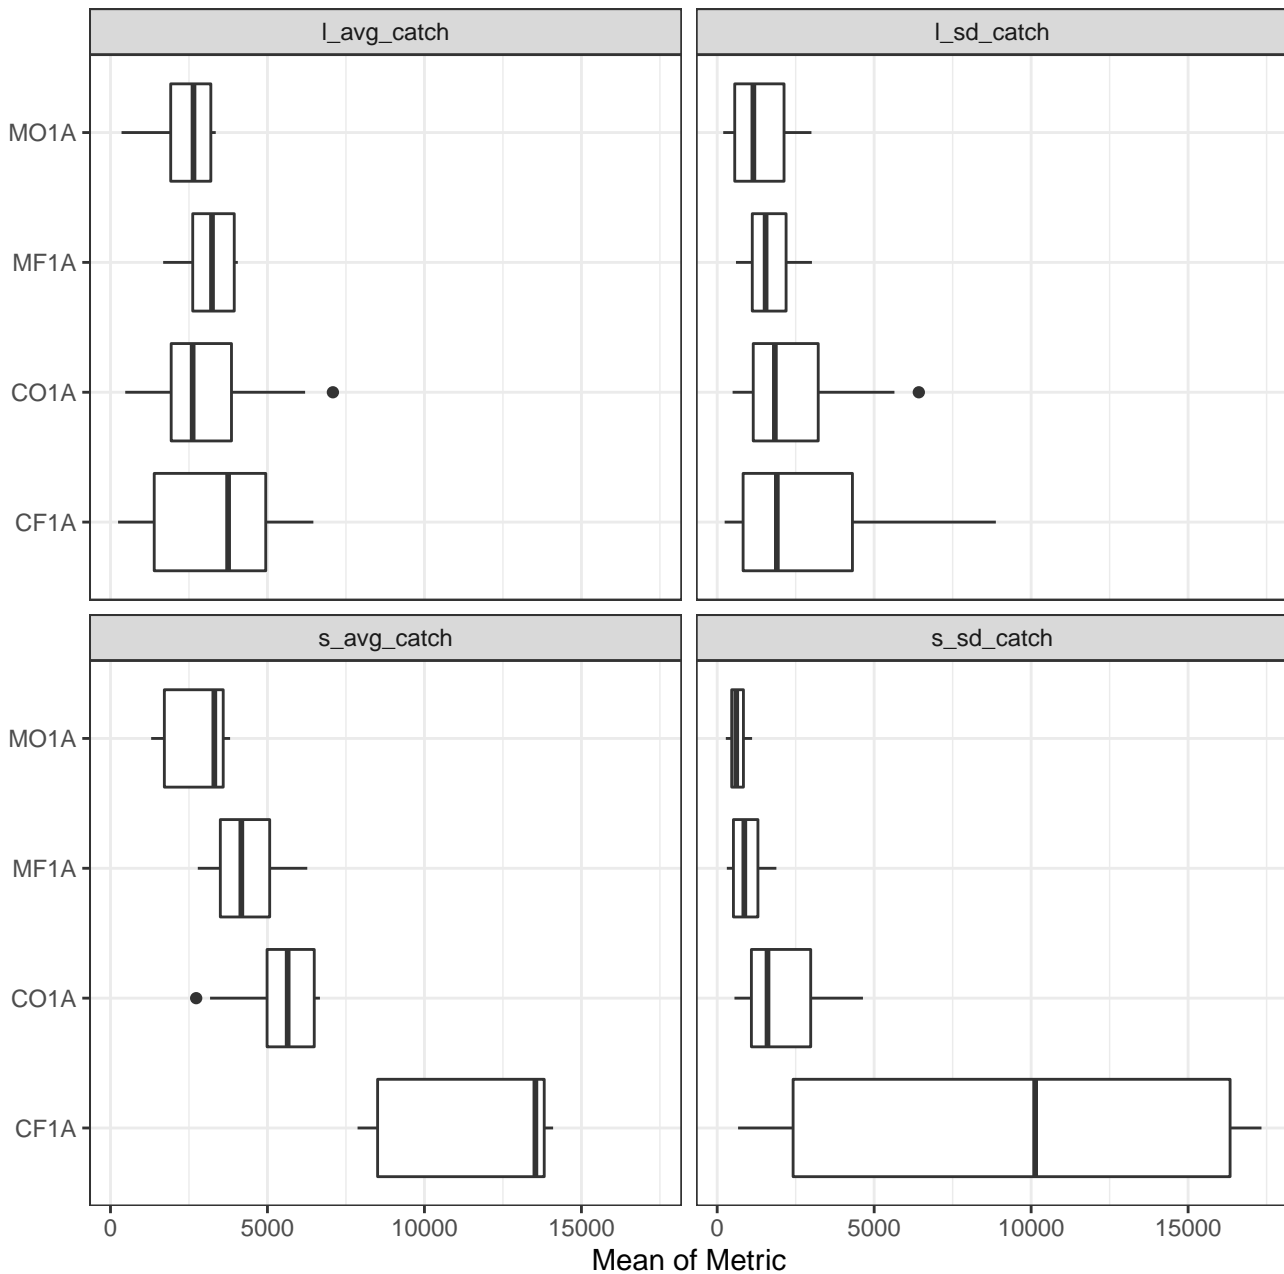 l_avg_catch
l_sd_catch
MO1A
MF1A
CO1A
CF1A
s_avg_catch
s_sd_catch
MO1A
MF1A
CO1A
CF1A
0 5000 10000 15000
0 5000 10000 15000
Mean of Metric